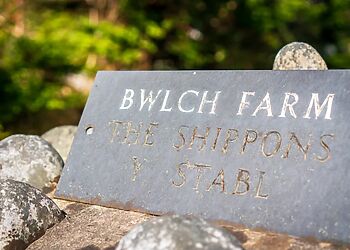 BWLCH FARM
THE SHIPPONS
Y STABL